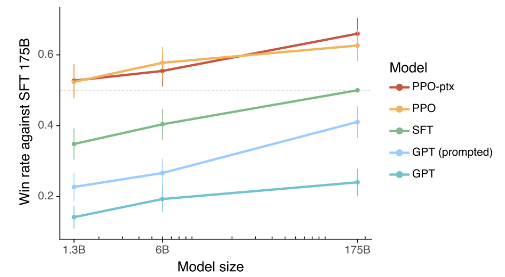 Win rate against SFT 175B
0.6
0.4
0.2
1.3B
6B
175B
Model size
Model
PPO-ptx
PPO
SFT
GPT (prompted)
GPT